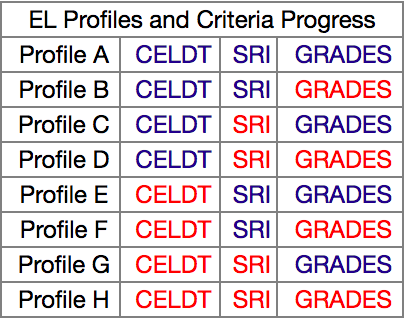 EL Profiles and Criteria Progress
Profile A CELDT SRI GRADES
Profile B CELDT SRI GRADES
Profile C CELDT SRI GRADES
Profile D CELDT SRI GRADES
Profile E CELDT SRI GRADES
Profile F CELDT SRI GRADES
Profile G CELDT SRI GRADES
Profile H CELDT SRI GRADES